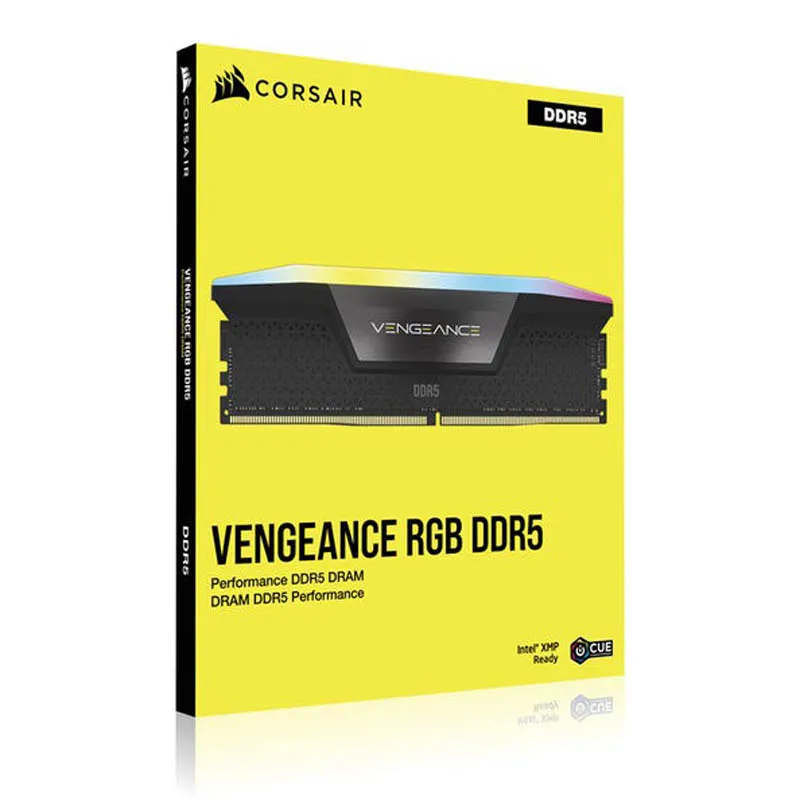 CORSAIR
DDR5
VENGEANCE
DDR5
VENGEANCE RGB DDR5
Performance DDR5 DRAM
DRAM DDR5 Performance
Intel® XMP
Ready
CUE
CORSAIR
VENGEANCE RGB DDR5
DDR5